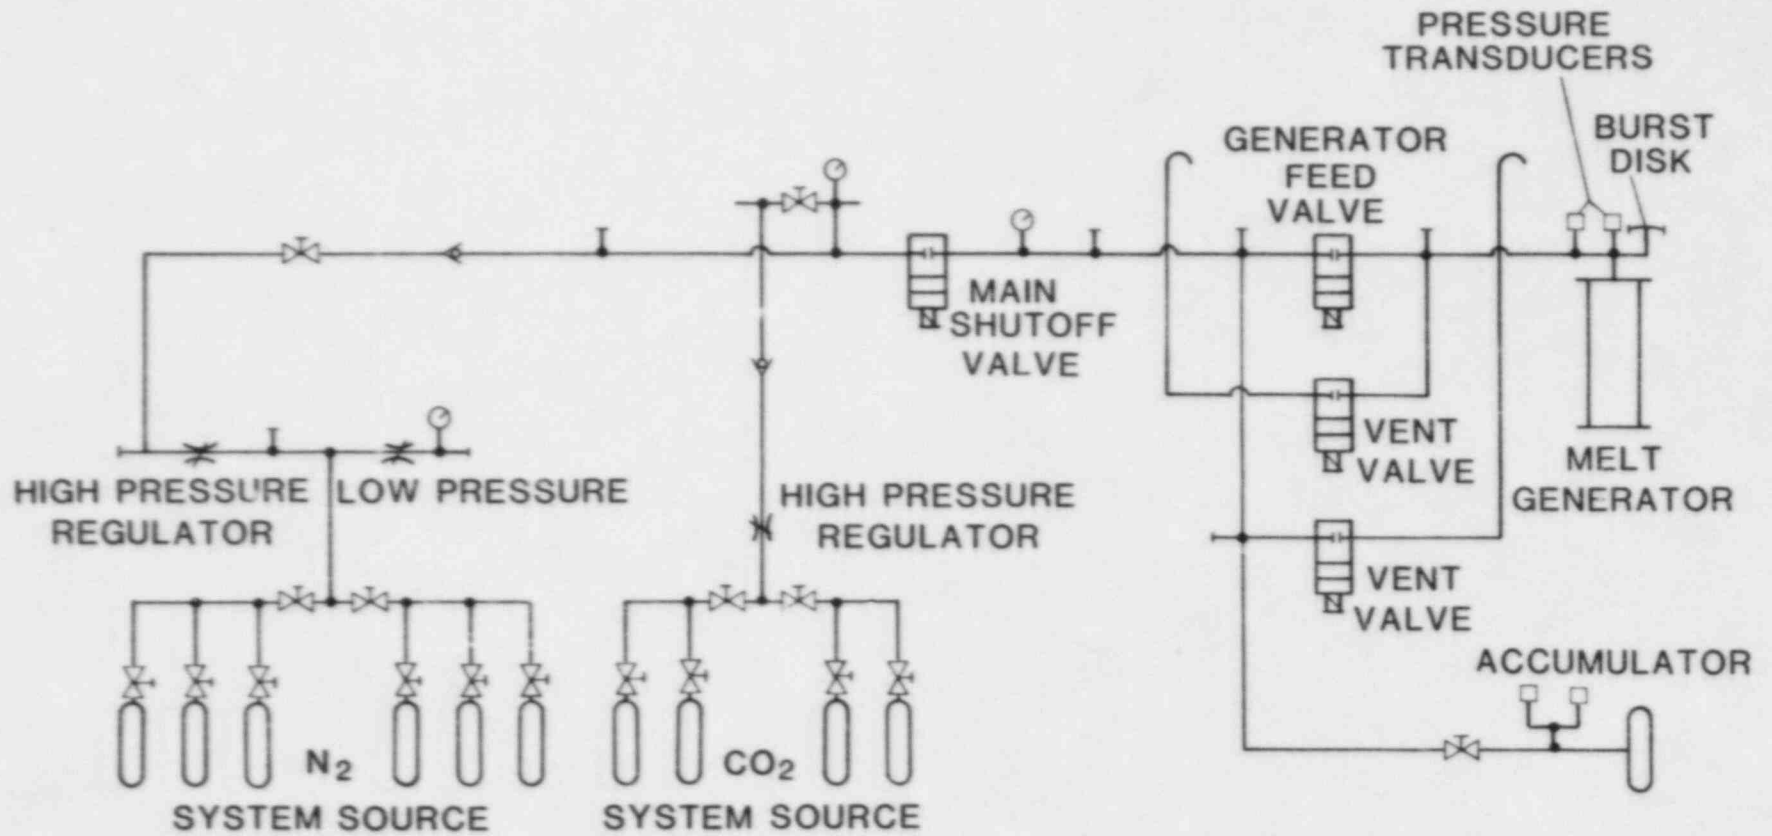 PRESSURE
TRANSDUCERS
BURST
DISK
GENERATOR
FEED
VALVE
MAIN
SHUTOFF
VALVE
VENT
VALVE
MELT
GENERATOR
HIGH PRESSURE
REGULATOR
LOW PRESSURE
HIGH PRESSURE
REGULATOR
VENT
VALVE
ACCUMULATOR
N2
SYSTEM SOURCE
CO2
SYSTEM SOURCE